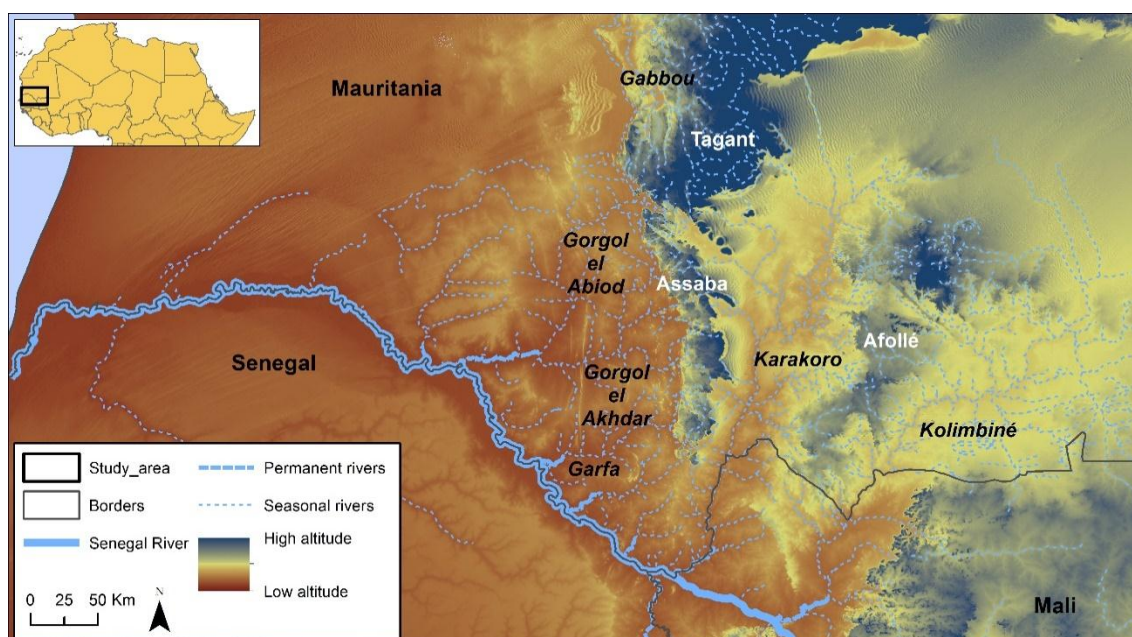 Mauritania
Gabbou
Tagant
Gorgol
el
Abiod
Assaba
Senegal
Gorgol
el
Akhdar
Karakoro
Afollé
Kolimbiné
Garfa
Mali
Study_area
Borders
Senegal River
Permanent rivers
Seasonal rivers
High altitude
Low altitude
0 25 50 Km
N